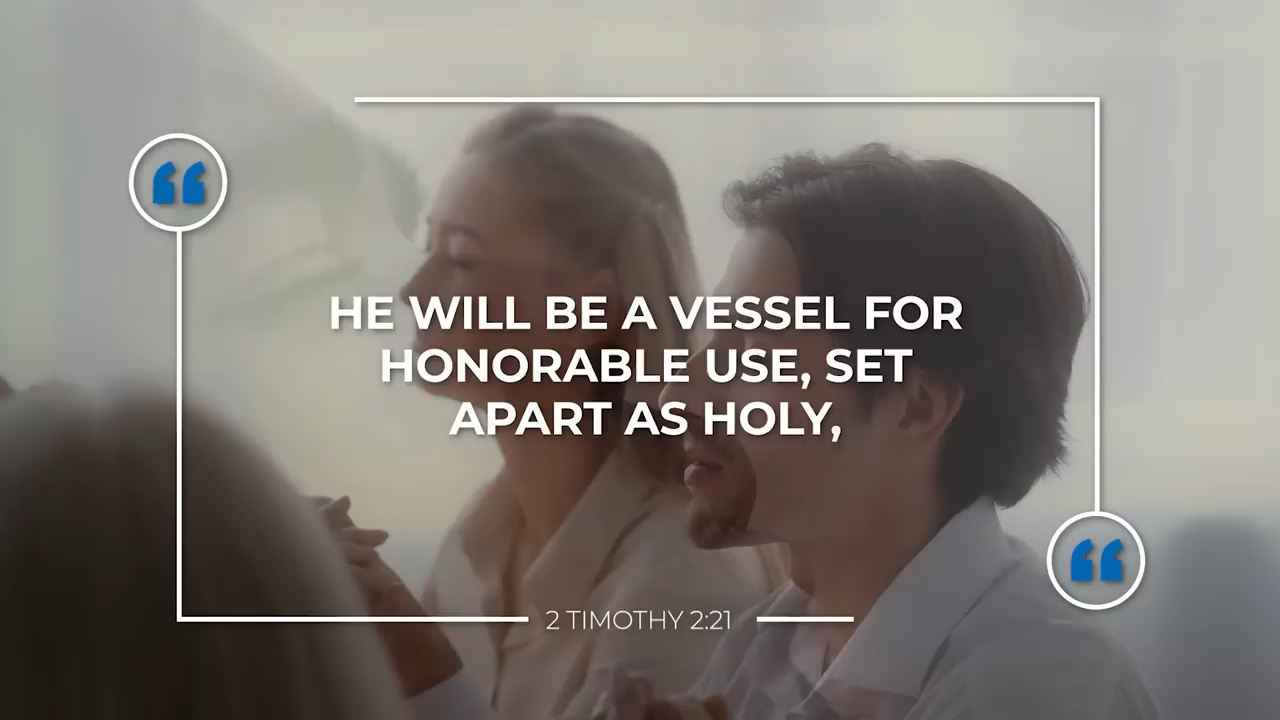 HE WILL BE A VESSEL FOR
HONORABLE USE, SET
APART AS HOLY,
2 TIMOTHY 2:21